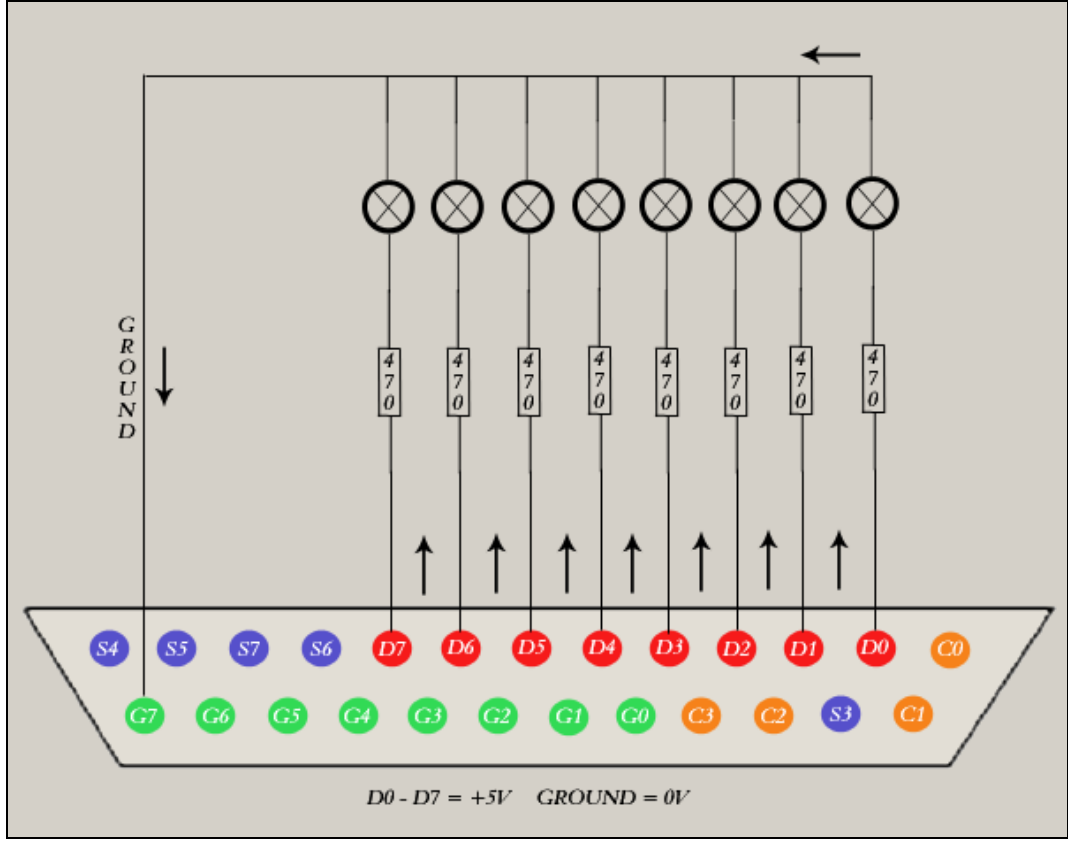 GROUND
470 470 470 470 470 470 470 470
S4 S5 S7 S6 D7 D6 D5 D4 D3 D2 D1 D0 C0
G7 G6 G5 G4 G3 G2 G1 G0 C3 C2 S3 C1
D0 - D7 = +5V GROUND = 0V